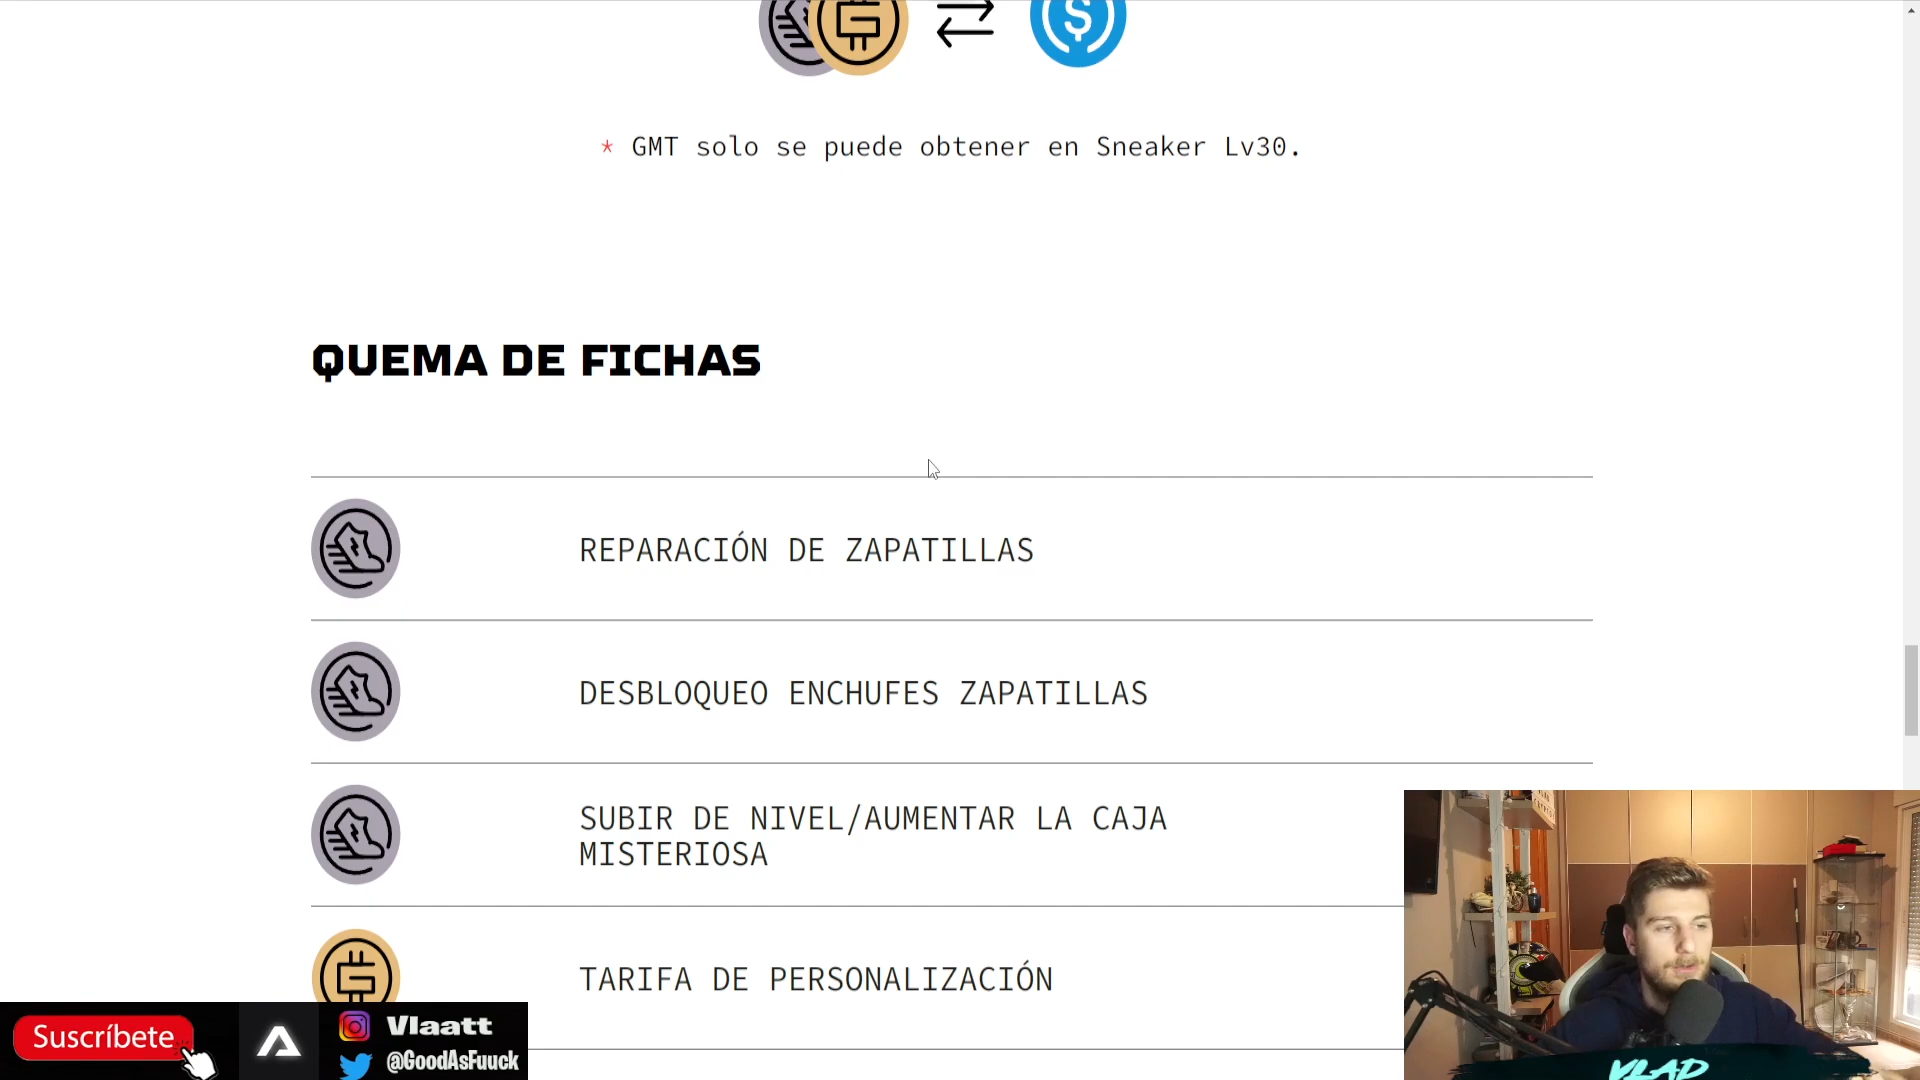 * GMT solo se puede obtener en Sneaker Lv30.
QUEMA DE FICHAS
REPARACIÓN DE ZAPATILLAS
DESBLOQUEO ENCHUFES ZAPATILLAS
SUBIR DE NIVEL/AUMENTAR LA CAJA
MISTERIOSA
TARIFA DE PERSONALIZACIÓN
Suscríbete
Vlaatt
@GoodAsFuuck
VLAD